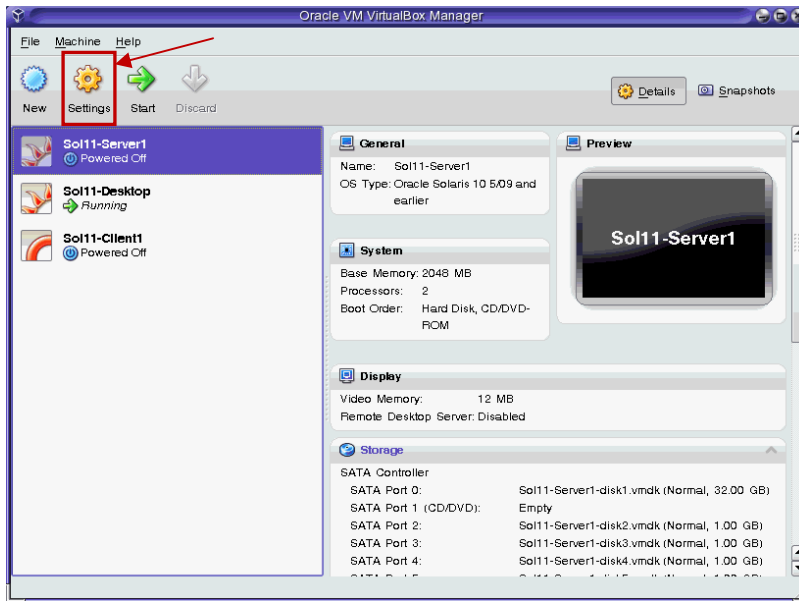 Oracle VM VirtualBox Manager
File Machine Help
New Settings Start Discard
Details Snapshots
Sol11-Server1
Powered Off
Sol11-Desktop
Running
Sol11-Client1
Powered Off
General
Name: Sol11-Server1
OS Type: Oracle Solaris 10 5/09 and
earlier
System
Base Memory: 2048 MB
Processors: 2
Boot Order: Hard Disk, CD/DVD-
ROM
Preview
Sol11-Server1
Display
Video Memory: 12 MB
Remote Desktop Server: Disabled
Storage
SATA Controller
SATA Port 0: Sol11-Server1-disk1.vmdk (Normal, 32.00 GB)
SATA Port 1 (CD/DVD): Empty
SATA Port 2: Sol11-Server1-disk2.vmdk (Normal, 1.00 GB)
SATA Port 3: Sol11-Server1-disk3.vmdk (Normal, 1.00 GB)
SATA Port 4: Sol11-Server1-disk4.vmdk (Normal, 1.00 GB)